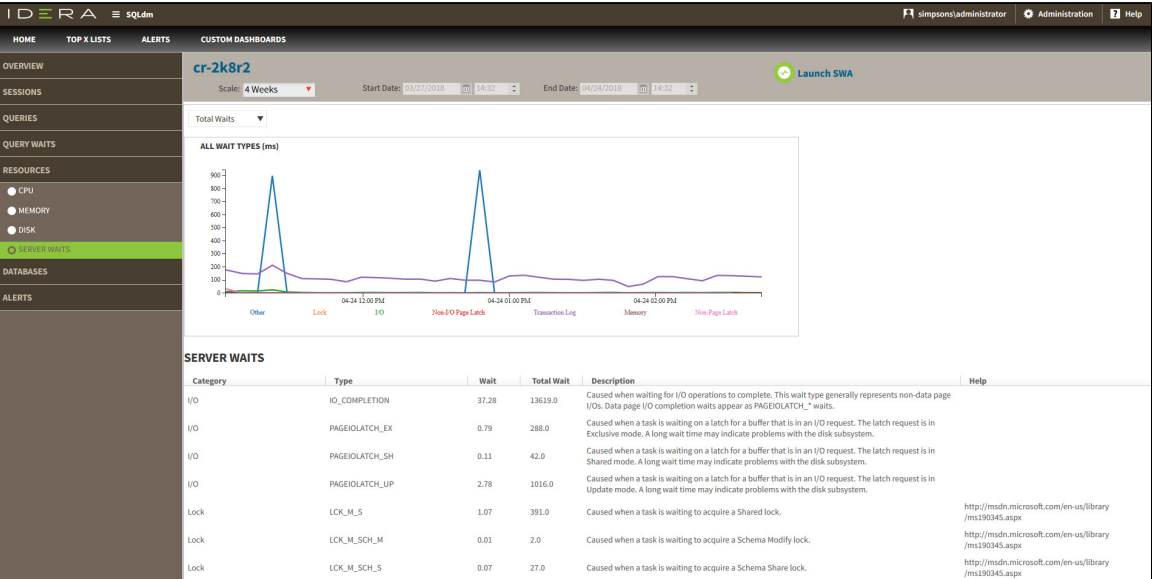 IDERA ≡ SQLdm
simpsons\administrator Administration ? Help
HOME TOP X LISTS ALERTS CUSTOM DASHBOARDS
OVERVIEW
SESSIONS
QUERIES
QUERY WAITS
RESOURCES
CPU
MEMORY
DISK
SERVER WAITS
DATABASES
ALERTS
cr-2k8r2
Launch SWA
Scale: 4 Weeks Start Date: 03/27/2018 14:32 End Date: 04/24/2018 14:32
Total Waits
ALL WAIT TYPES (ms)
900
800
700
600
500
400
300
200
100
0
04-24 12:00 PM 04-24 01:00 PM 04-24 02:00 PM
Other Lock I/O Non-I/O Page Latch Transaction Log Memory Non-Page Latch
SERVER WAITS
Category Type Wait Total Wait Description Help
I/O IO_COMPLETION 37.28 13619.0 Caused when waiting for I/O operations to complete. This wait type generally represents non-data page
I/Os. Data page I/O completion waits appear as PAGEIOLATCH_* waits.
I/O PAGEIOLATCH_EX 0.79 288.0 Caused when a task is waiting on a latch for a buffer that is in an I/O request. The latch request is in
Exclusive mode. A long wait time may indicate problems with the disk subsystem.
I/O PAGEIOLATCH_SH 0.11 42.0 Caused when a task is waiting on a latch for a buffer that is in an I/O request. The latch request is in
Shared mode. A long wait time may indicate problems with the disk subsystem.
I/O PAGEIOLATCH_UP 2.78 1016.0 Caused when a task is waiting on a latch for a buffer that is in an I/O request. The latch request is in
Update mode. A long wait time may indicate problems with the disk subsystem.
Lock LCK_M_S 1.07 391.0 Caused when a task is waiting to acquire a Shared lock. http://msdn.microsoft.com/en-us/library
/ms190345.aspx
Lock LCK_M_SCH_M 0.01 2.0 Caused when a task is waiting to acquire a Schema Modify lock. http://msdn.microsoft.com/en-us/library
/ms190345.aspx
Lock LCK_M_SCH_S 0.07 27.0 Caused when a task is waiting to acquire a Schema Share lock. http://msdn.microsoft.com/en-us/library
/ms190345.aspx